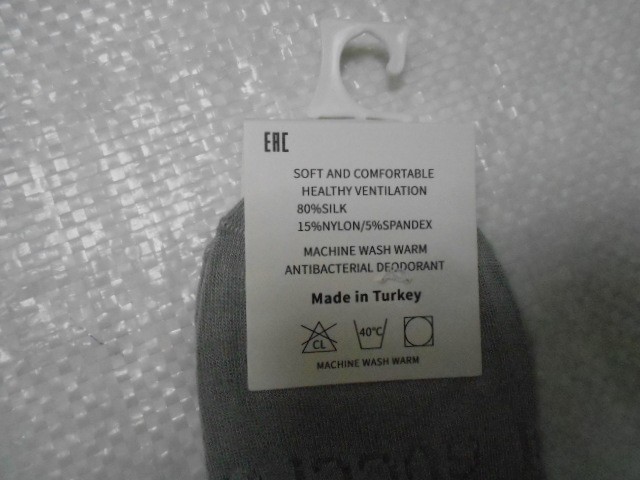 EAC
SOFT AND COMFORTABLE
HEALTHY VENTILATION
80%SILK
15%NYLON/5%SPANDEX
MACHINE WASH WARM
ANTIBACTERIAL DEODORANT
Made in Turkey
CL 40°C
MACHINE WASH WARM